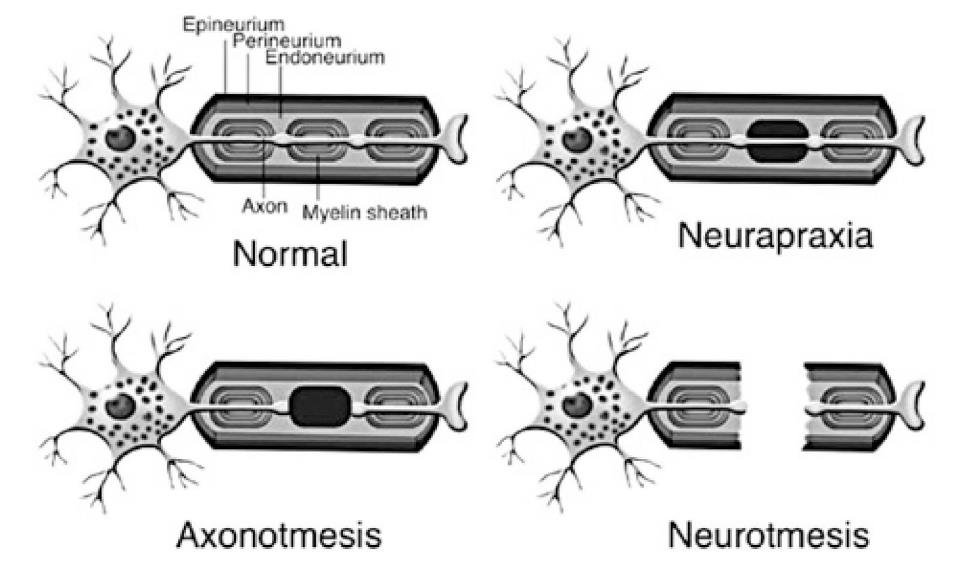 Epineurium
Perineurium
Endoneurium
Axon
Myelin sheath
Normal
Neurapraxia
Axonotmesis
Neurotmesis